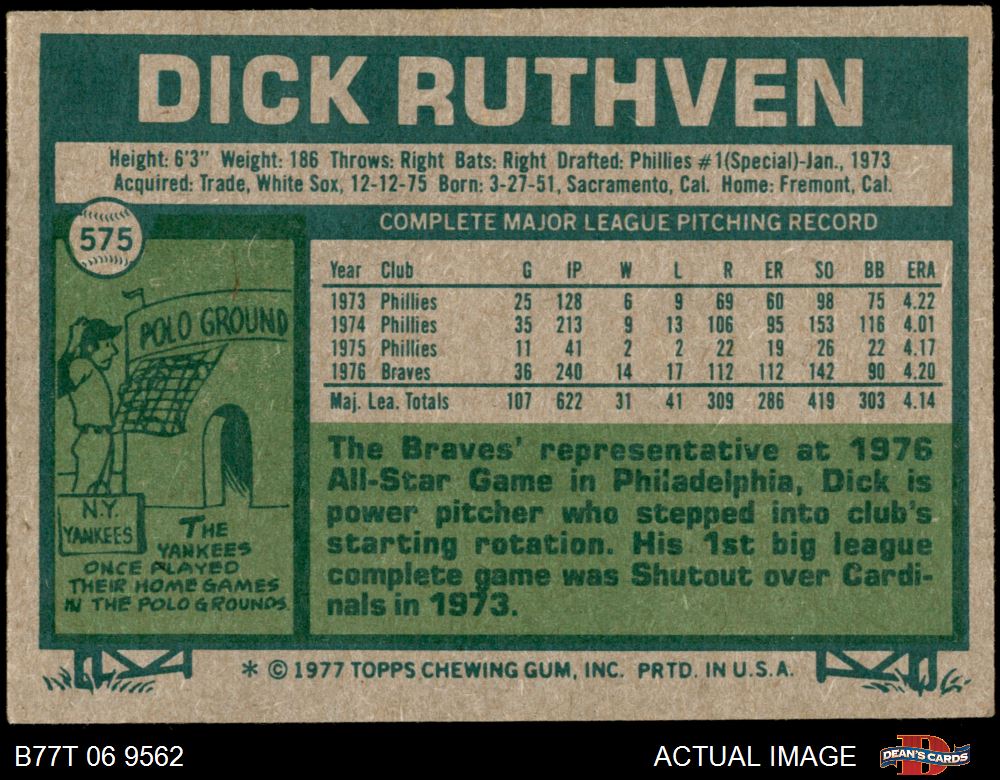 DICK RUTHVEN
Height: 6'3" Weight: 186 Throws: Right Bats: Right Drafted: Phillies #1(Special)-Jan., 1973
Acquired: Trade, White Sox, 12-12-75 Born: 3-27-51, Sacramento, Cal. Home: Fremont, Cal.
575
COMPLETE MAJOR LEAGUE PITCHING RECORD
Year Club G IP W L R ER SO BB ERA
1973 Phillies 25 128 6 9 69 60 98 75 4.22
1974 Phillies 35 213 9 13 106 95 153 116 4.01
1975 Phillies 11 41 2 2 22 19 26 22 4.17
1976 Braves 36 240 14 17 112 112 142 90 4.20
Maj. Lea. Totals 107 622 31 41 309 286 419 303 4.14
POLO GROUND
N.Y.
YANKEES
THE
YANKEES
ONCE PLAYED
THEIR HOME GAMES
IN THE POLO GROUNDS.
The Braves' representative at 1976
All-Star Game in Philadelphia, Dick is
power pitcher who stepped into club's
starting rotation. His 1st big league
complete game was Shutout over Cardi-
nals in 1973.
* © 1977 TOPPS CHEWING GUM, INC. PRTD. IN U.S.A.
B77T 06 9562
ACTUAL IMAGE
D
DEAN'S CARDS